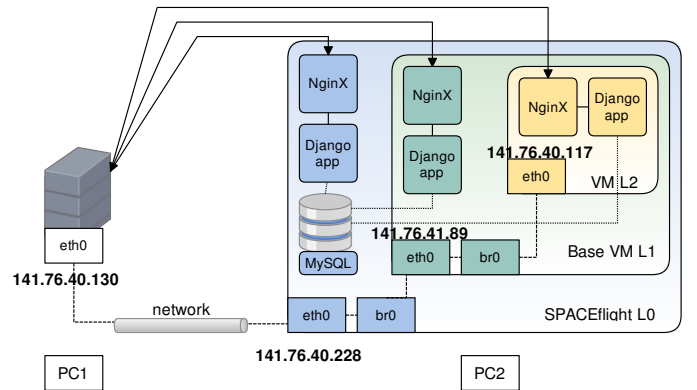 NginX
NginX
NginX
Django
app
Django
app
Django
app
141.76.40.117
eth0
VM L2
MySQL
141.76.41.89
eth0
br0
Base VM L1
eth0
141.76.40.130
network
eth0
br0
SPACEflight L0
141.76.40.228
PC1
PC2